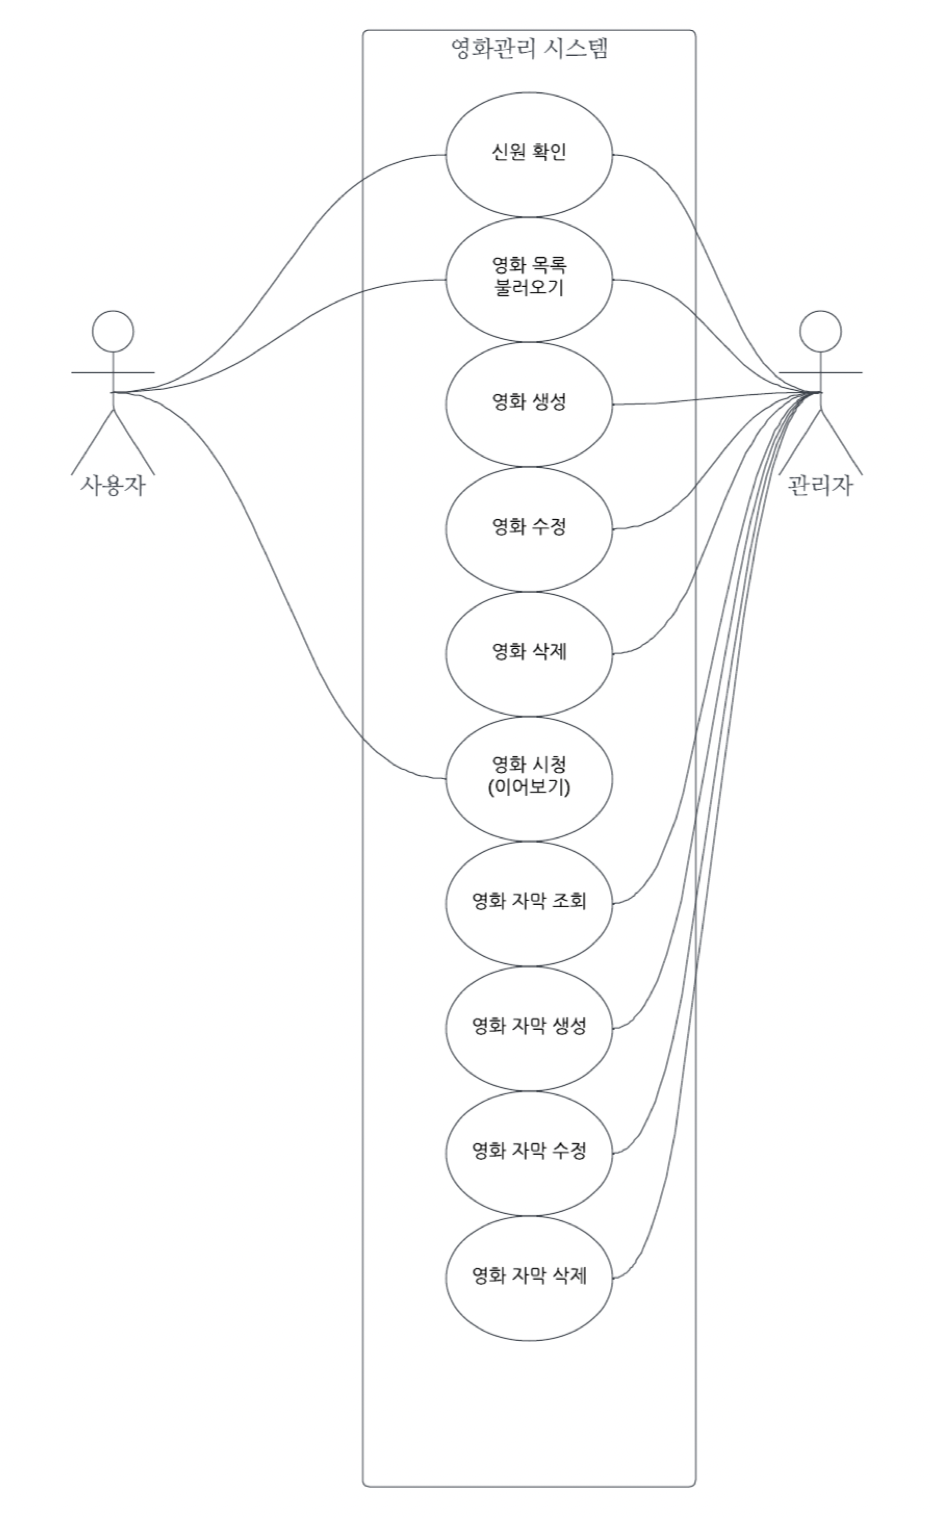 영화관리 시스템
신원 확인
영화 목록
불러오기
영화 생성
사용자
관리자
영화 수정
영화 삭제
영화 시청
(이어보기)
영화 자막 조회
영화 자막 생성
영화 자막 수정
영화 자막 삭제